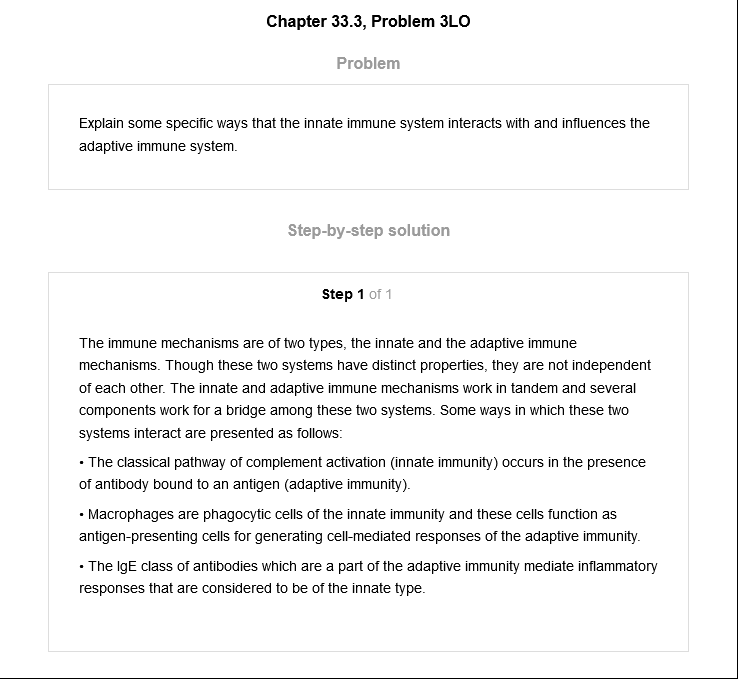 Chapter 33.3, Problem 3LO
Problem
Explain some specific ways that the innate immune system interacts with and influences the
adaptive immune system.
Step-by-step solution
Step 1 of 1
The immune mechanisms are of two types, the innate and the adaptive immune
mechanisms. Though these two systems have distinct properties, they are not independent
of each other. The innate and adaptive immune mechanisms work in tandem and several
components work for a bridge among these two systems. Some ways in which these two
systems interact are presented as follows:
• The classical pathway of complement activation (innate immunity) occurs in the presence
of antibody bound to an antigen (adaptive immunity).
• Macrophages are phagocytic cells of the innate immunity and these cells function as
antigen-presenting cells for generating cell-mediated responses of the adaptive immunity.
• The IgE class of antibodies which are a part of the adaptive immunity mediate inflammatory
responses that are considered to be of the innate type.